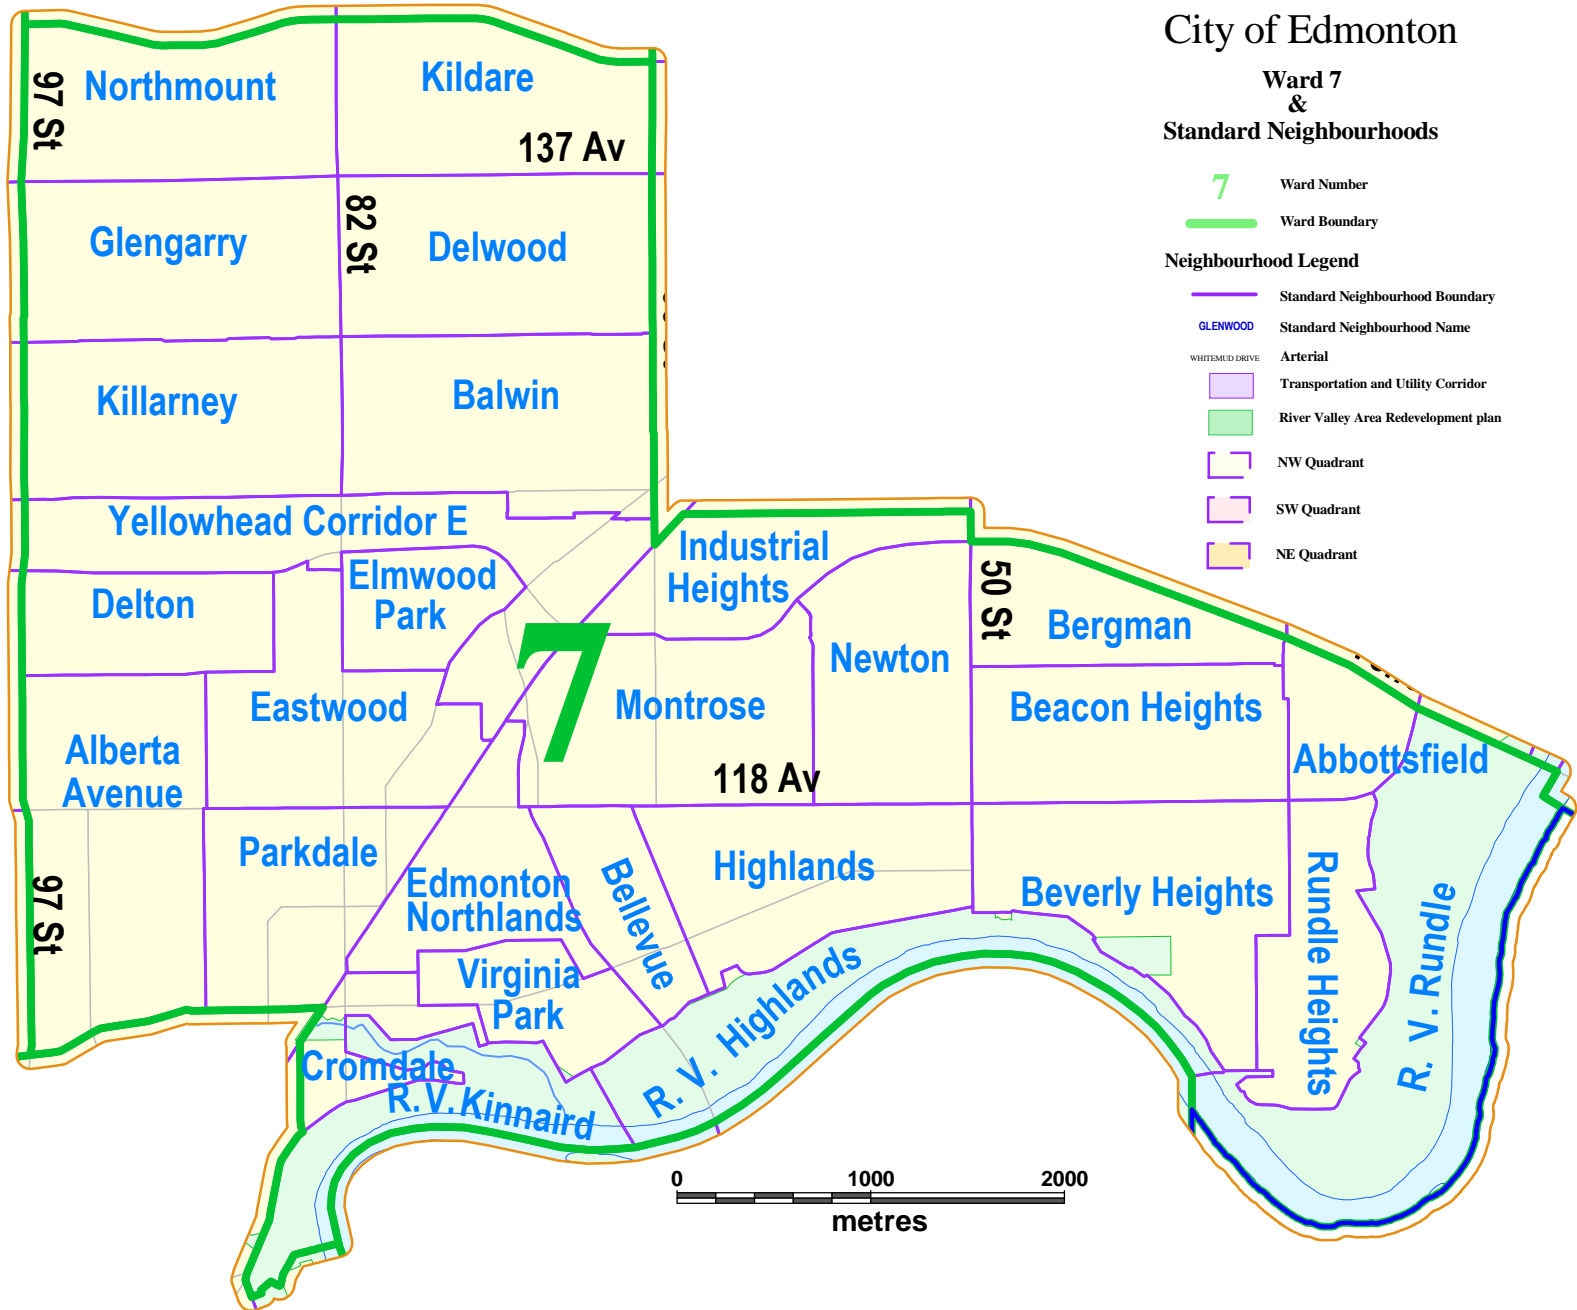 City of Edmonton
Ward 7
&
Standard Neighbourhoods
7 Ward Number
Ward Boundary
Neighbourhood Legend
Standard Neighbourhood Boundary
GLENWOOD Standard Neighbourhood Name
WHITEMUD DRIVE Arterial
Transportation and Utility Corridor
River Valley Area Redevelopment plan
NW Quadrant
SW Quadrant
NE Quadrant
97 St
Northmount
Kildare
137 Av
Glengarry
82 St
Delwood
Killarney
Balwin
Yellowhead Corridor E
Industrial
Heights
Delton
Elmwood
Park
7
50 St
Bergman
Newton
Eastwood
Montrose
Beacon Heights
Abbottsfield
Alberta
Avenue
118 Av
97 St
Parkdale
Edmonton
Northlands
Bellevue
Highlands
Beverly Heights
Rundle Heights
R. V. Rundle
Virginia
Park
R. V. Highlands
Cromdale
R. V. Kinnaird
0 1000 2000
metres